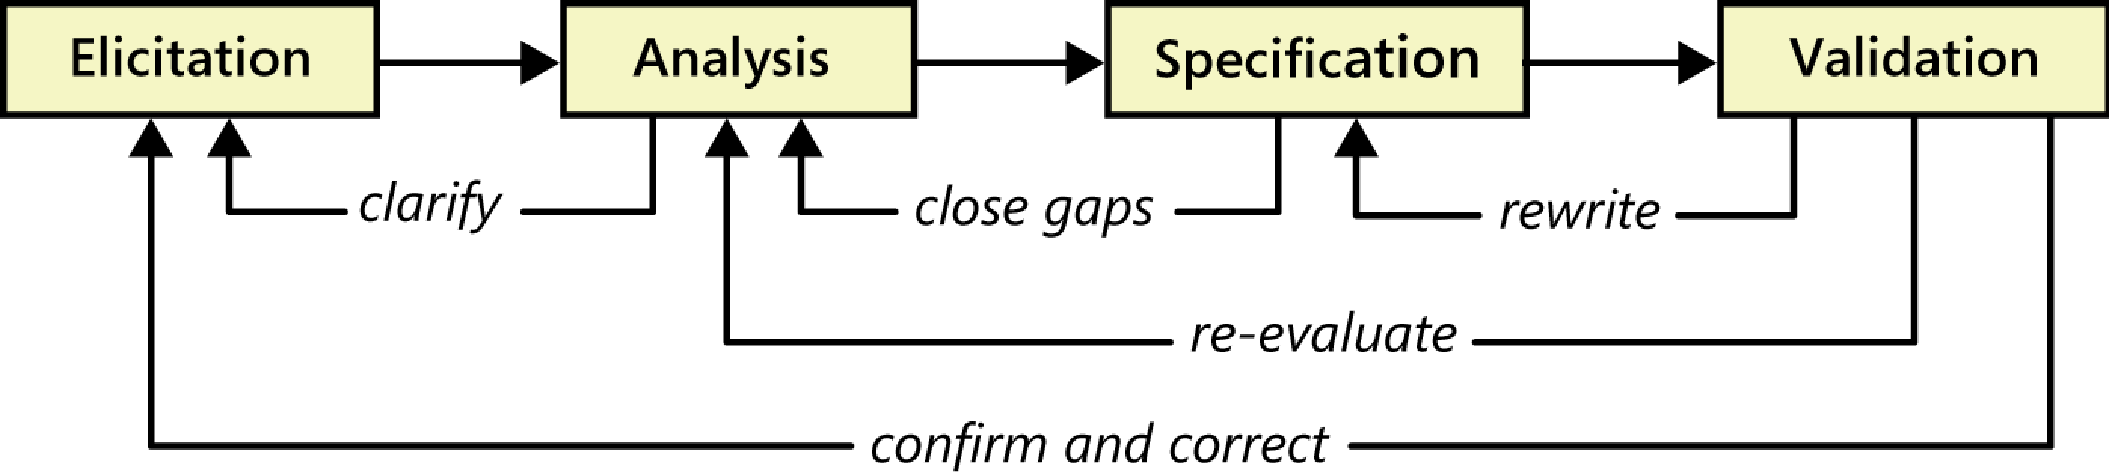 Elicitation
Analysis
Specification
Validation
clarify
close gaps
rewrite
re-evaluate
confirm and correct